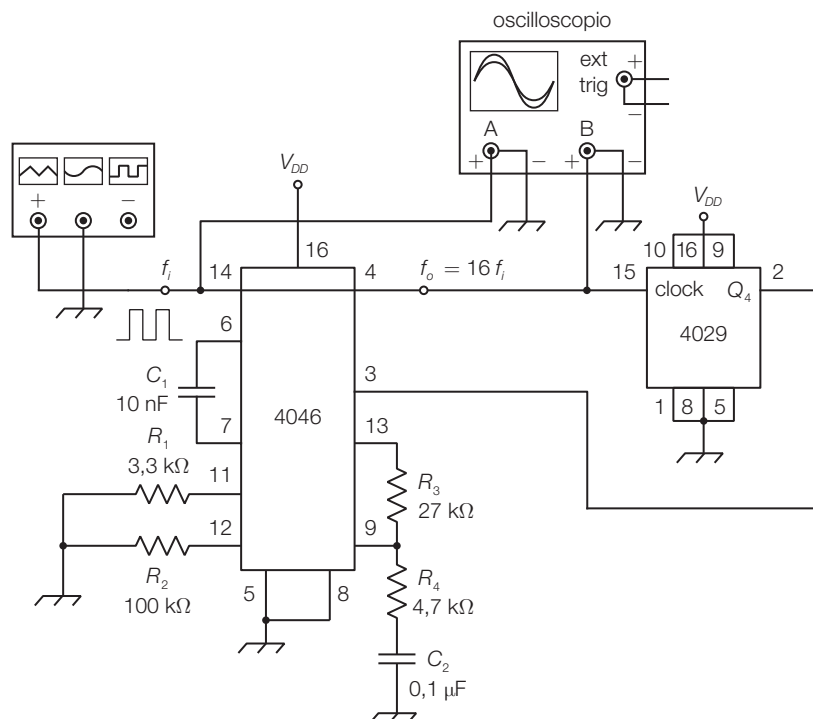 oscilloscopio
ext
trig
+
−
A
B
+
−
+
−
V_DD
V_DD
+
−
10
16
9
16
f_i
14
4
f_o = 16 f_i
15
clock
Q_4
2
4029
6
C_1
10 nF
3
1
8
5
7
4046
13
R_1
3,3 kΩ
11
R_3
27 kΩ
12
9
R_2
100 kΩ
5
8
R_4
4,7 kΩ
C_2
0,1 µF